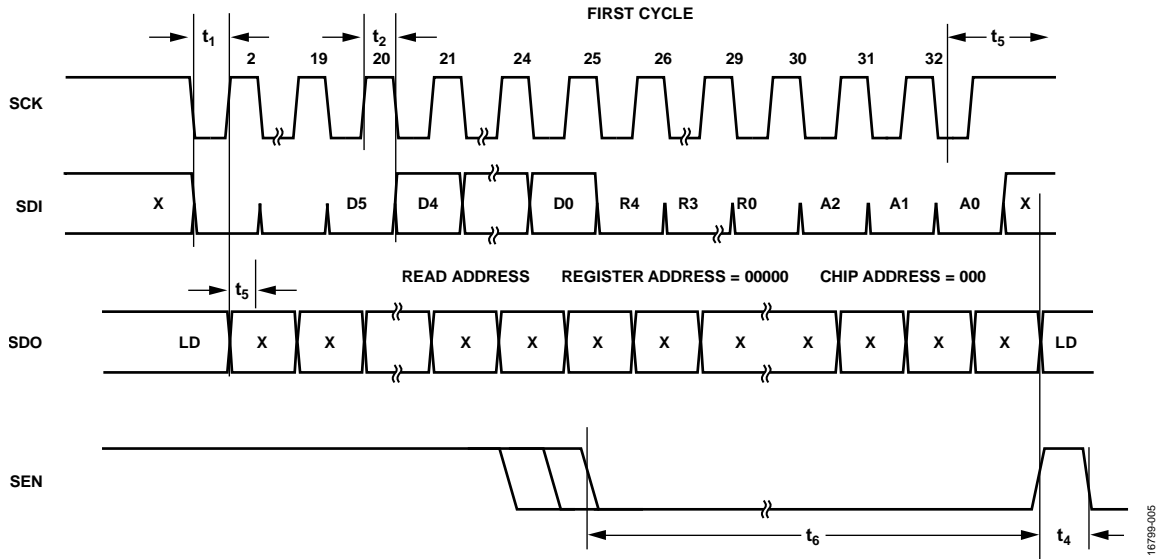 FIRST CYCLE
t1
t2
t5
2 19 20 21 24 25 26 29 30 31 32
SCK
SDI
X D5 D4 D0 R4 R3 R0 A2 A1 A0 X
READ ADDRESS REGISTER ADDRESS = 00000 CHIP ADDRESS = 000
t5
SDO
LD X X X X X X X X X X X LD
SEN
t6
t4
16799-005